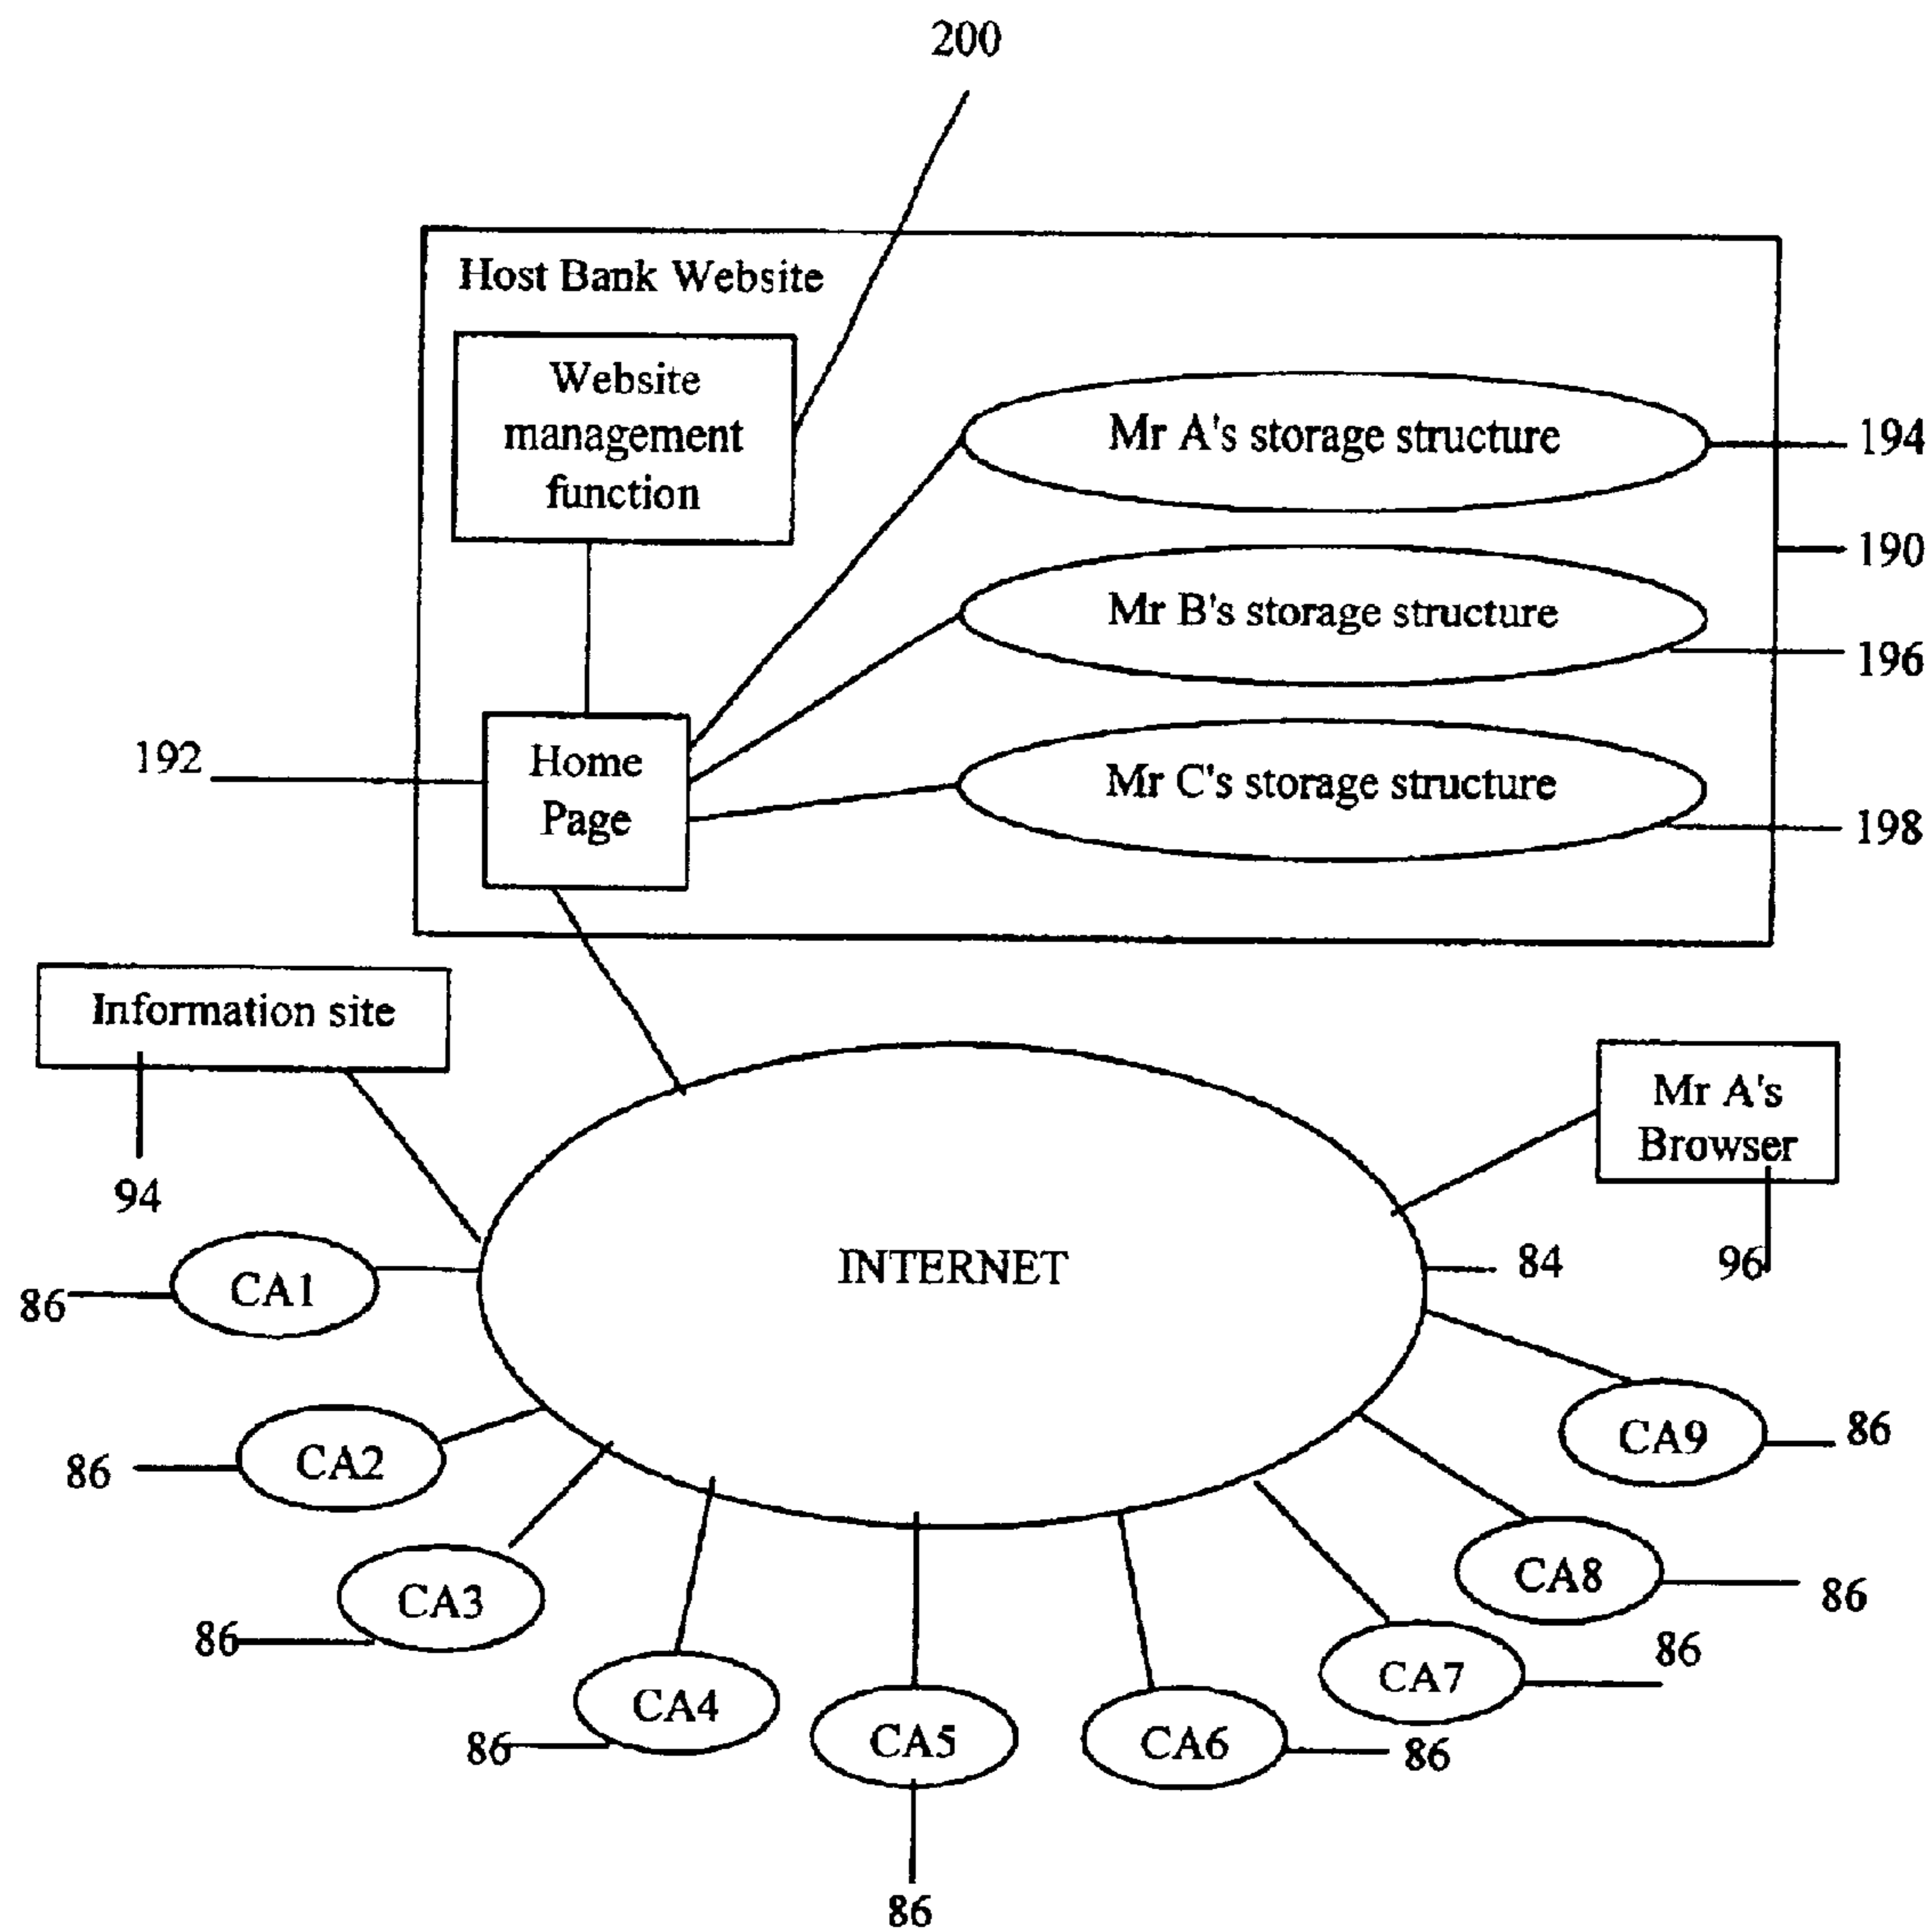 200
Host Bank Website
Website
management
function
Mr A's storage structure
194
190
Mr B's storage structure
196
192
Home
Page
Mr C's storage structure
198
Information site
94
Mr A's
Browser
96
INTERNET
84
CA1
86
CA2
86
CA3
86
CA4
86
CA5
86
CA6
86
CA7
86
CA8
86
CA9
86